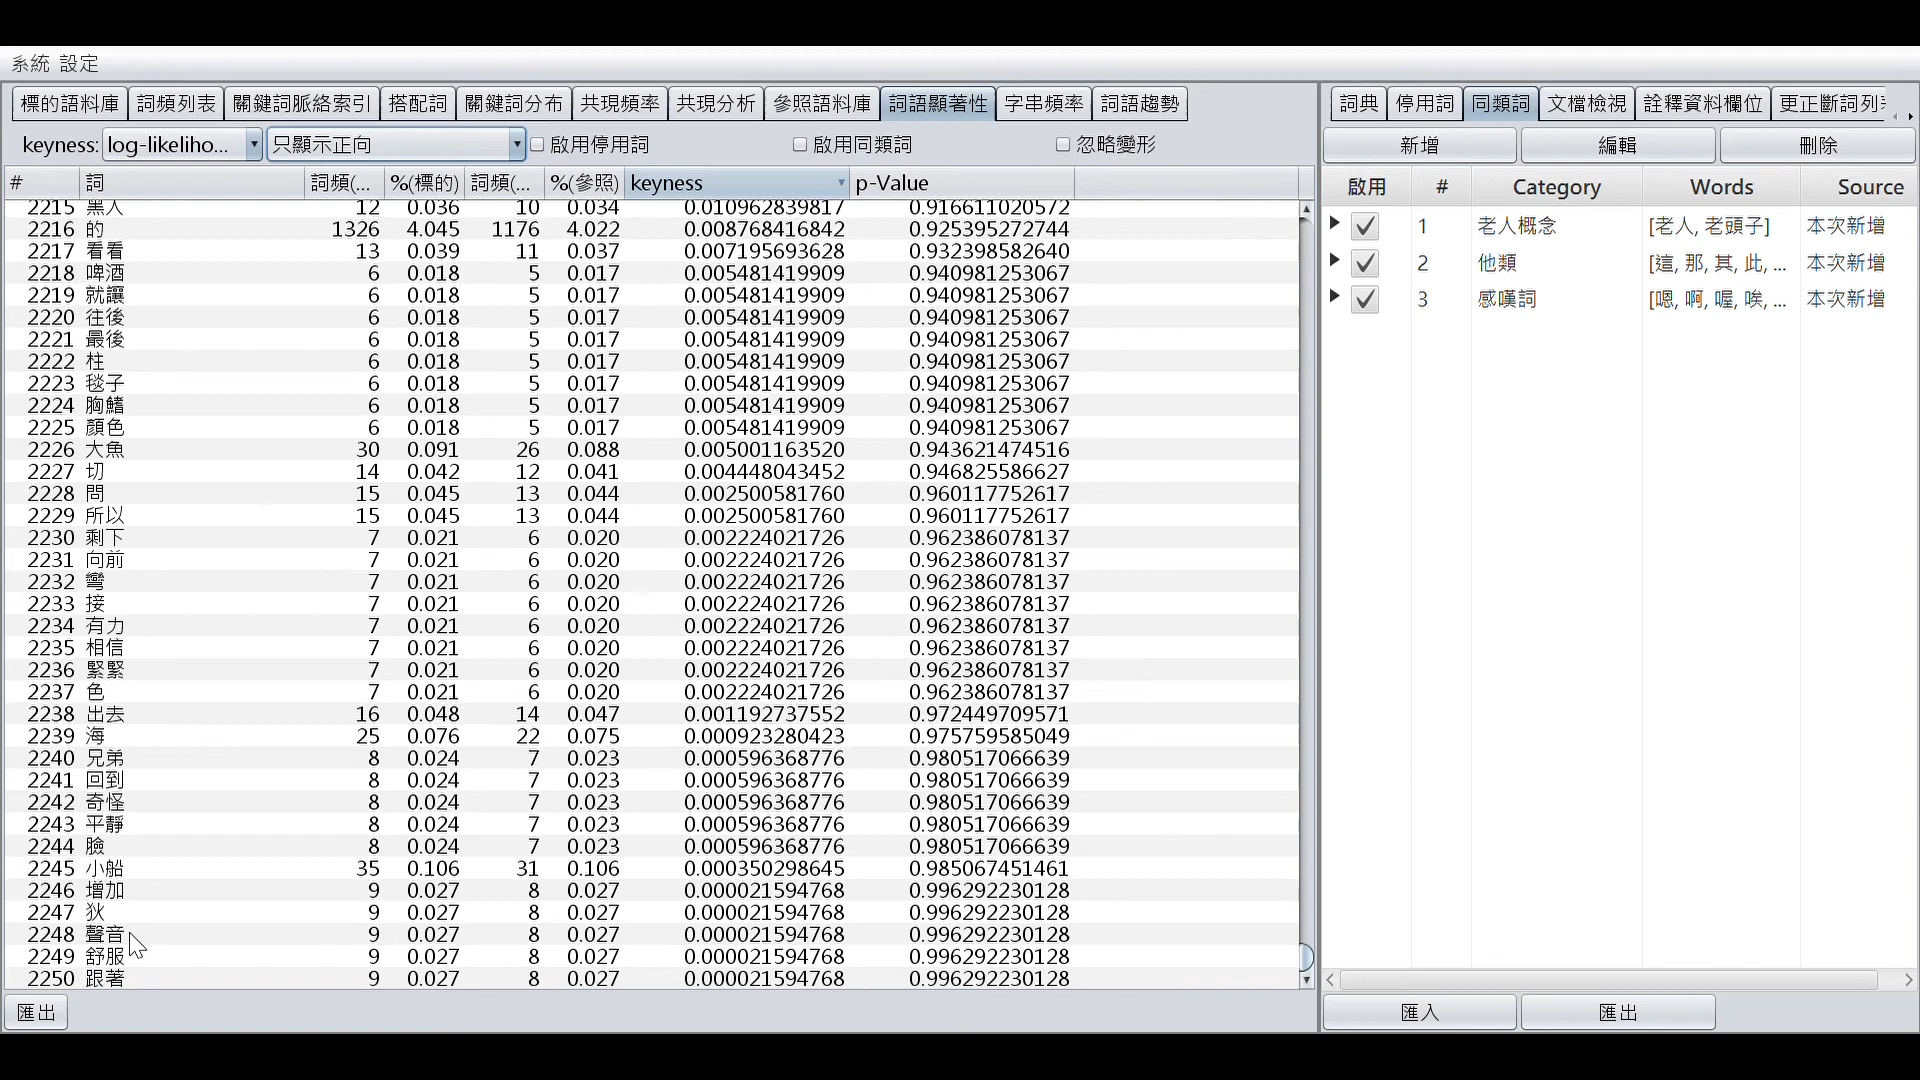 系統 設定
標的語料庫 詞頻列表 關鍵詞脈絡索引 搭配詞 關鍵詞分布 共現頻率 共現分析 參照語料庫 詞語顯著性 字串頻率 詞語趨勢
keyness: log-likeliho... 只顯示正向 啟用停用詞 啟用同類詞 忽略變形
# 詞 詞頻(... %(標的) 詞頻(... %(參照) keyness p-Value
2215 黑人 12 0.036 10 0.034 0.010962839817 0.916611020572
2216 的 1326 4.045 1176 4.022 0.008768416842 0.925395272744
2217 看看 13 0.039 11 0.037 0.007195693628 0.932398582640
2218 啤酒 6 0.018 5 0.017 0.005481419909 0.940981253067
2219 就讓 6 0.018 5 0.017 0.005481419909 0.940981253067
2220 往後 6 0.018 5 0.017 0.005481419909 0.940981253067
2221 最後 6 0.018 5 0.017 0.005481419909 0.940981253067
2222 柱 6 0.018 5 0.017 0.005481419909 0.940981253067
2223 毯子 6 0.018 5 0.017 0.005481419909 0.940981253067
2224 胸鰭 6 0.018 5 0.017 0.005481419909 0.940981253067
2225 顏色 6 0.018 5 0.017 0.005481419909 0.940981253067
2226 大魚 30 0.091 26 0.088 0.005001163520 0.943621474516
2227 切 14 0.042 12 0.041 0.004448043452 0.946825586627
2228 問 15 0.045 13 0.044 0.002500581760 0.960117752617
2229 所以 15 0.045 13 0.044 0.002500581760 0.960117752617
2230 剩下 7 0.021 6 0.020 0.002224021726 0.962386078137
2231 向前 7 0.021 6 0.020 0.002224021726 0.962386078137
2232 彎 7 0.021 6 0.020 0.002224021726 0.962386078137
2233 接 7 0.021 6 0.020 0.002224021726 0.962386078137
2234 有力 7 0.021 6 0.020 0.002224021726 0.962386078137
2235 相信 7 0.021 6 0.020 0.002224021726 0.962386078137
2236 緊緊 7 0.021 6 0.020 0.002224021726 0.962386078137
2237 色 7 0.021 6 0.020 0.002224021726 0.962386078137
2238 出去 16 0.048 14 0.047 0.001192737552 0.972449709571
2239 海 25 0.076 22 0.075 0.000923280423 0.975759585049
2240 兄弟 8 0.024 7 0.023 0.000596368776 0.980517066639
2241 回到 8 0.024 7 0.023 0.000596368776 0.980517066639
2242 奇怪 8 0.024 7 0.023 0.000596368776 0.980517066639
2243 平靜 8 0.024 7 0.023 0.000596368776 0.980517066639
2244 臉 8 0.024 7 0.023 0.000596368776 0.980517066639
2245 小船 35 0.106 31 0.106 0.000350298645 0.985067451461
2246 增加 9 0.027 8 0.027 0.000021594768 0.996292230128
2247 狄 9 0.027 8 0.027 0.000021594768 0.996292230128
2248 聲音 9 0.027 8 0.027 0.000021594768 0.996292230128
2249 舒服 9 0.027 8 0.027 0.000021594768 0.996292230128
2250 跟著 9 0.027 8 0.027 0.000021594768 0.996292230128
匯出
詞典 停用詞 同類詞 文檔檢視 詮釋資料欄位 更正斷詞列
新增 編輯 刪除
啟用 # Category Words Source
1 老人概念 [老人, 老頭子] 本次新增
2 他類 [這, 那, 其, 此, ... 本次新增
3 感嘆詞 [嗯, 啊, 喔, 唉, ... 本次新增
匯入 匯出